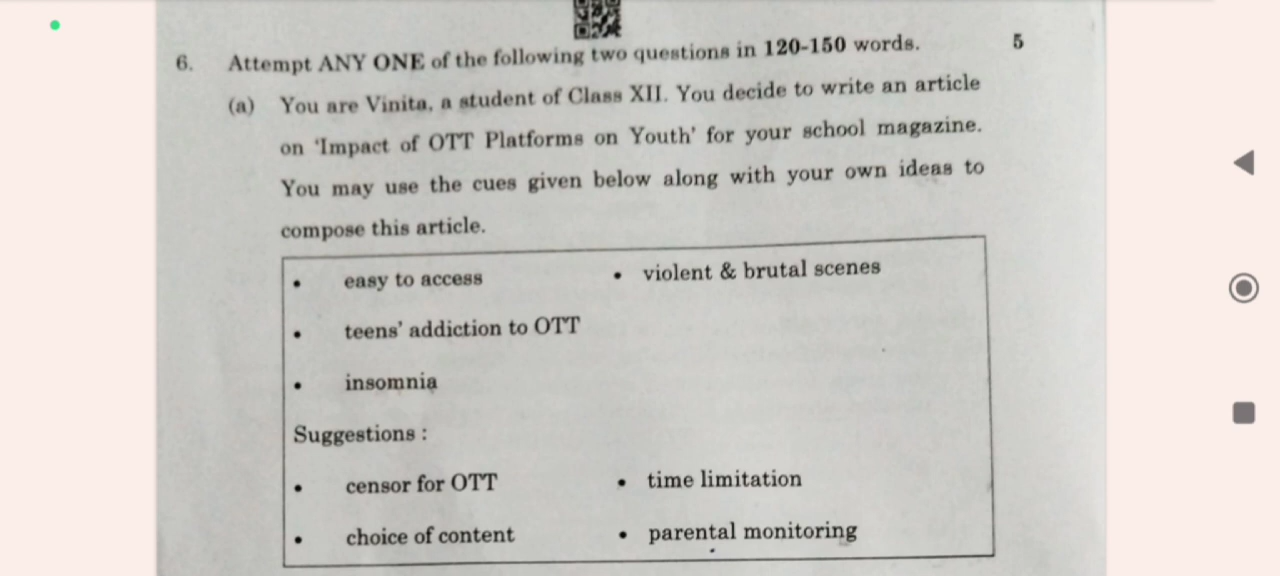 6. Attempt ANY ONE of the following two questions in 120-150 words. 5
(a) You are Vinita, a student of Class XII. You decide to write an article
on 'Impact of OTT Platforms on Youth' for your school magazine.
You may use the cues given below along with your own ideas to
compose this article.
• easy to access • violent & brutal scenes
• teens' addiction to OTT
• insomnia
Suggestions :
• censor for OTT • time limitation
• choice of content • parental monitoring